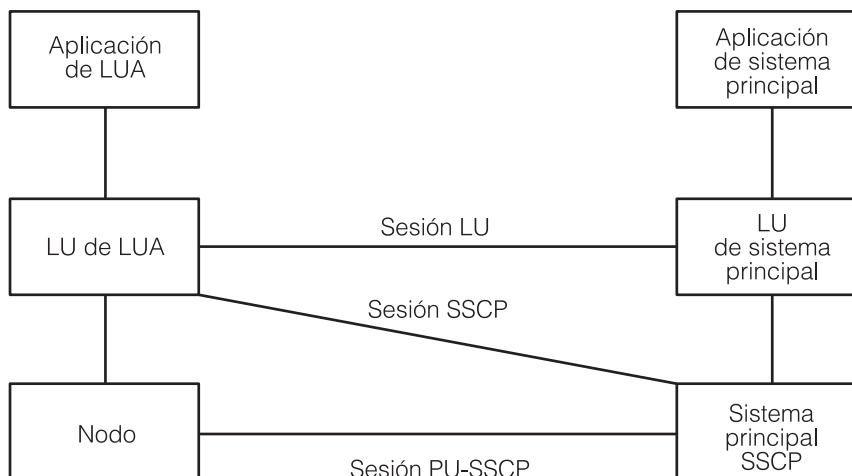 Aplicación
de LUA
Aplicación
de sistema
principal
LU de LUA
Sesión LU
LU
de sistema
principal
Sesión SSCP
Nodo
Sistema
principal
SSCP
Sesión PU-SSCP